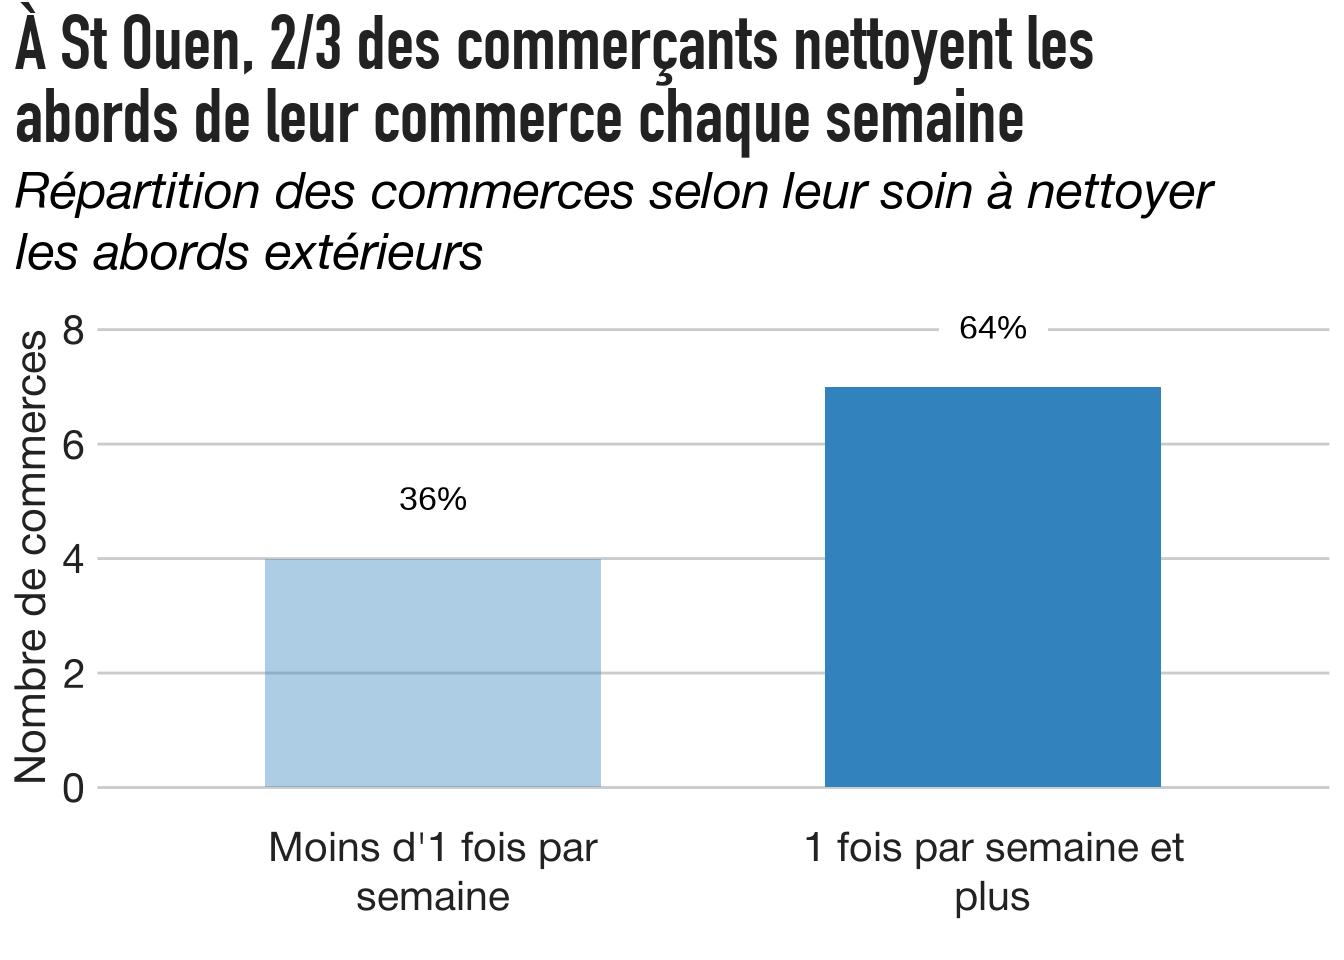 À St Ouen, 2/3 des commerçants nettoyent les
abords de leur commerce chaque semaine
Répartition des commerces selon leur soin à nettoyer
les abords extérieurs
Nombre de commerces
8
6
4
2
0
36%
64%
Moins d'1 fois par
semaine
1 fois par semaine et
plus